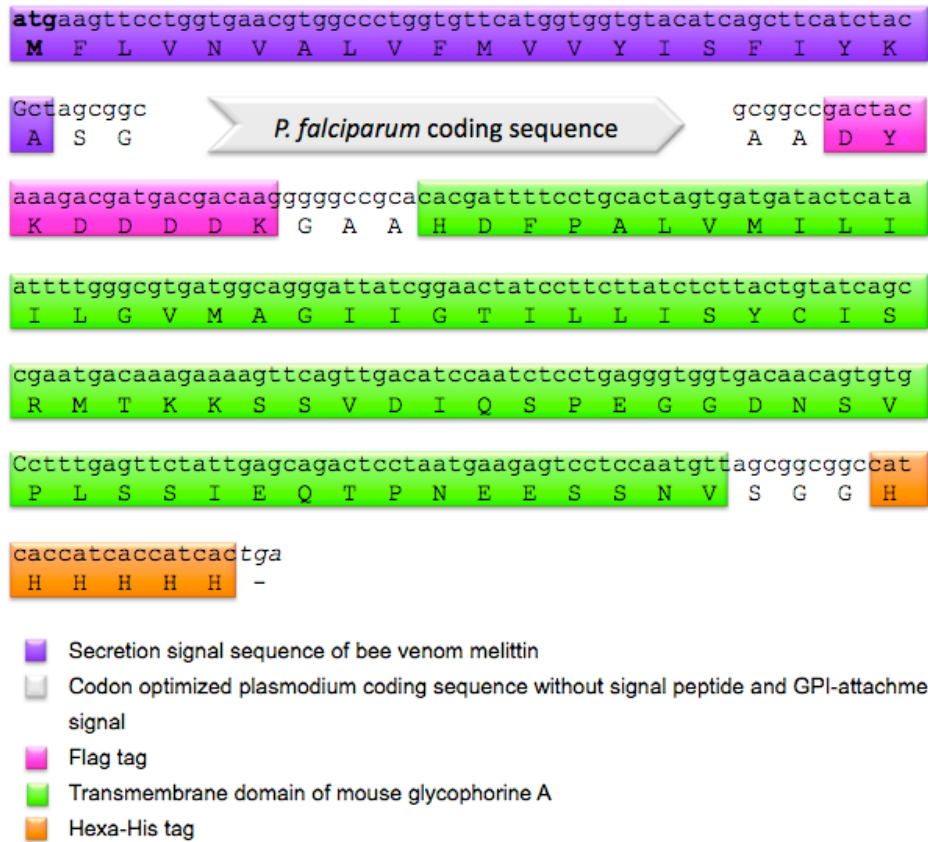 atgaagttcctggtgaacgtggccctggtgttcatggtggtgtacatcagcttcatctac
M F L V N V A L V F M V V Y I S F I Y K
Gctagcggc P. falciparum coding sequence gcggccgactac
A S G A A D Y
aaagacgatgacgacaagggggccgcacacgattttcctgcactagtgatgatactcata
K D D D D K G A A H D F P A L V M I L I
attttgggcgtgatggcagggattatcggaactatccttcttatctcttactgtatcagc
I L G V M A G I I G T I L L I S Y C I S
cgaatgacaaagaaaagttcagttgacatccaatctcctgagggtggtgacaacagtgtg
R M T K K S S V D I Q S P E G G D N S V
Cctttgagttctattgagcagactcctaatgaagagtcctccaatgttagcggcggccat
P L S S I E Q T P N E E S S N V S G G H
caccatcaccatcactga
H H H H H –
Secretion signal sequence of bee venom melittin
Codon optimized plasmodium coding sequence without signal peptide and GPI-attachme
signal
Flag tag
Transmembrane domain of mouse glycophorine A
Hexa-His tag